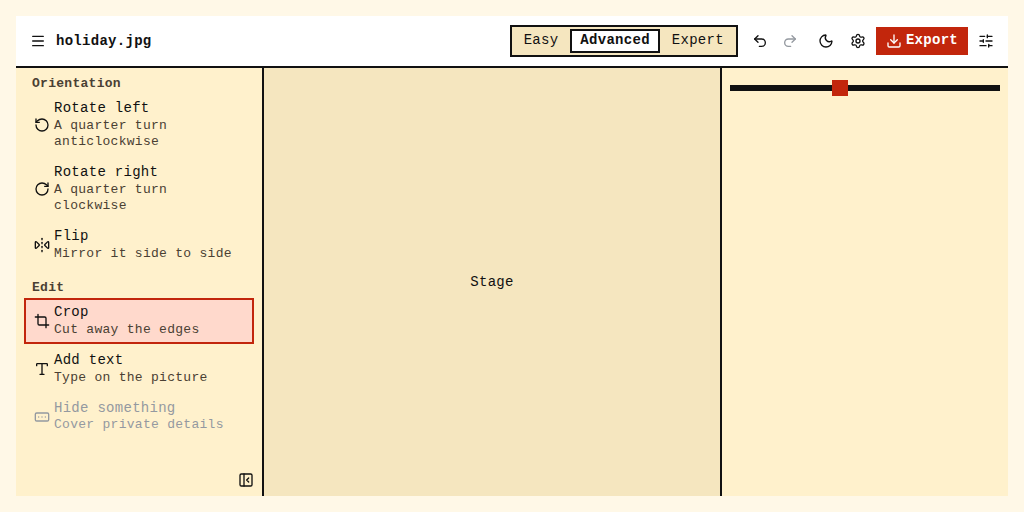 holiday.jpg
Easy
Advanced
Expert
Export
Orientation
Rotate left
A quarter turn
anticlockwise
Rotate right
A quarter turn
clockwise
Flip
Mirror it side to side
Edit
Crop
Cut away the edges
Add text
Type on the picture
Hide something
Cover private details
Stage